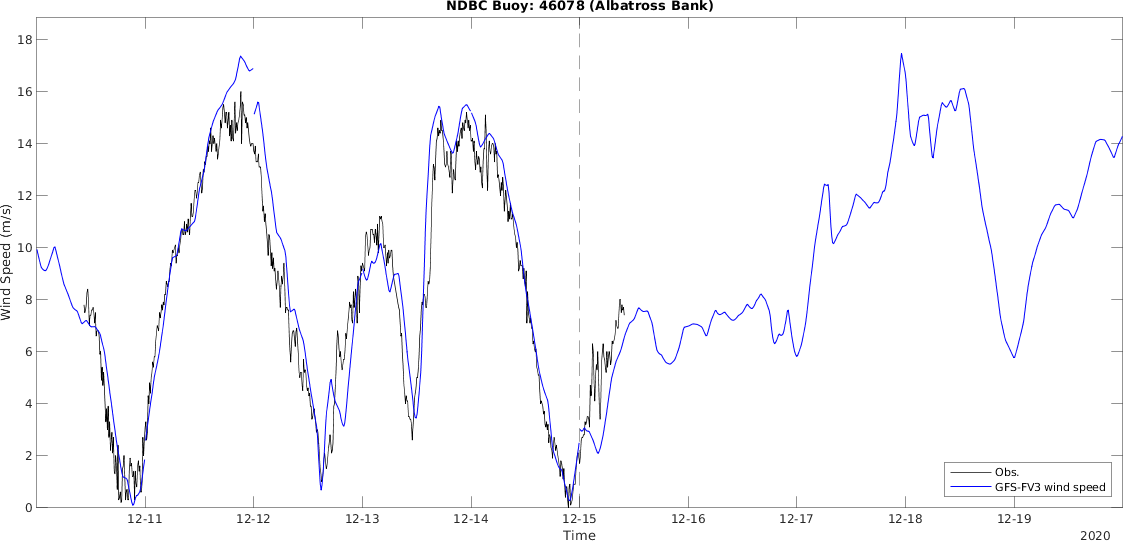 NDBC Buoy: 46078 (Albatross Bank)
18
16
14
12
10
8
6
4
2
0
Wind Speed (m/s)
12-11 12-12 12-13 12-14 12-15 12-16 12-17 12-18 12-19
Time
2020
Obs.
GFS-FV3 wind speed